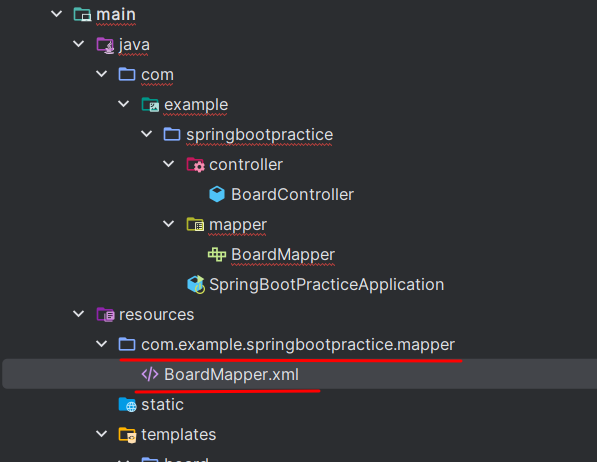 main
java
com
example
springbootpractice
controller
BoardController
mapper
BoardMapper
SpringBootPracticeApplication
resources
com.example.springbootpractice.mapper
BoardMapper.xml
static
templates
board